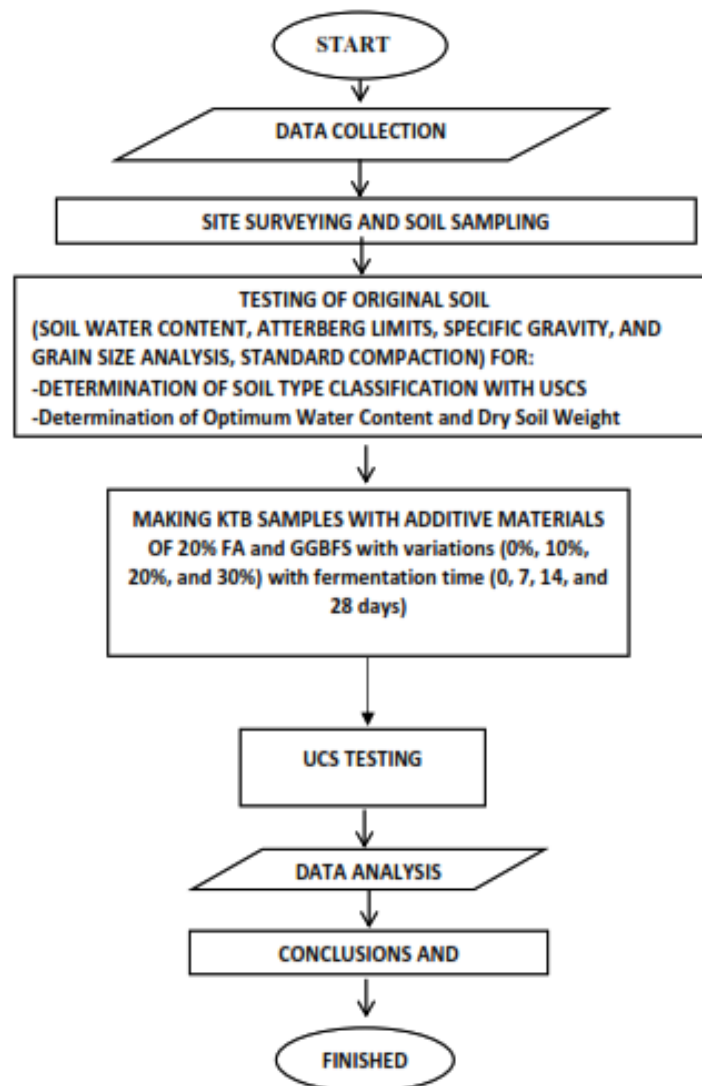 START
DATA COLLECTION
SITE SURVEYING AND SOIL SAMPLING
TESTING OF ORIGINAL SOIL
(SOIL WATER CONTENT, ATTERBERG LIMITS, SPECIFIC GRAVITY, AND
GRAIN SIZE ANALYSIS, STANDARD COMPACTION) FOR:
-DETERMINATION OF SOIL TYPE CLASSIFICATION WITH USCS
-Determination of Optimum Water Content and Dry Soil Weight
MAKING KTB SAMPLES WITH ADDITIVE MATERIALS
OF 20% FA and GGBFS with variations (0%, 10%,
20%, and 30%) with fermentation time (0, 7, 14, and
28 days)
UCS TESTING
DATA ANALYSIS
CONCLUSIONS AND
FINISHED